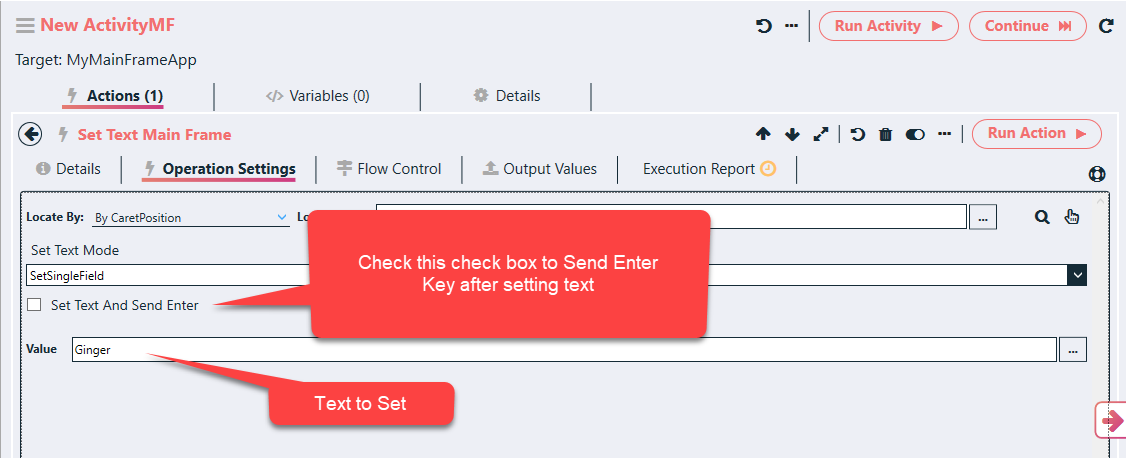 New ActivityMF
Run Activity
Continue
Target: MyMainFrameApp
Actions (1)
Variables (0)
Details
Set Text Main Frame
Run Action
Details
Operation Settings
Flow Control
Output Values
Execution Report
Locate By: By CaretPosition Lo
...
Set Text Mode
SetSingleField
Check this check box to Send Enter
Key after setting text
Set Text And Send Enter
Value Ginger
...
Text to Set